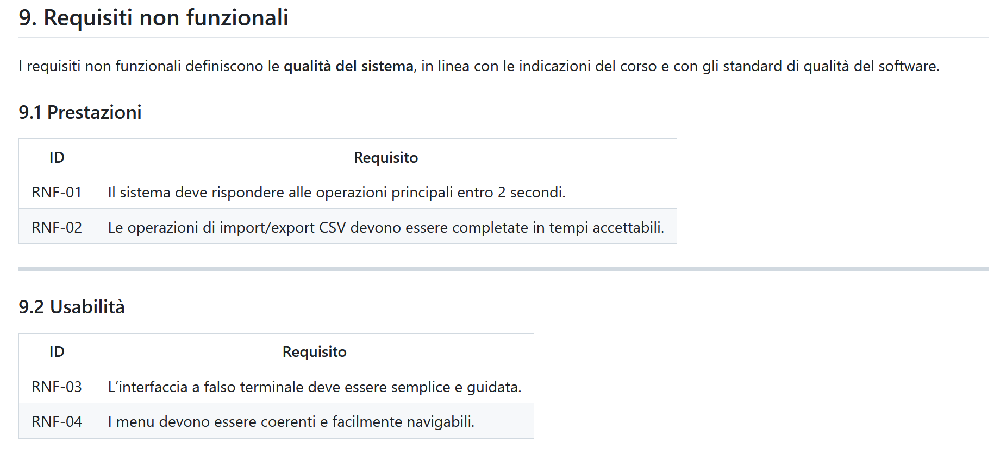 9. Requisiti non funzionali
I requisiti non funzionali definiscono le qualità del sistema, in linea con le indicazioni del corso e con gli standard di qualità del software.
9.1 Prestazioni
ID Requisito
RNF-01 Il sistema deve rispondere alle operazioni principali entro 2 secondi.
RNF-02 Le operazioni di import/export CSV devono essere completate in tempi accettabili.
9.2 Usabilità
ID Requisito
RNF-03 L’interfaccia a falso terminale deve essere semplice e guidata.
RNF-04 I menu devono essere coerenti e facilmente navigabili.